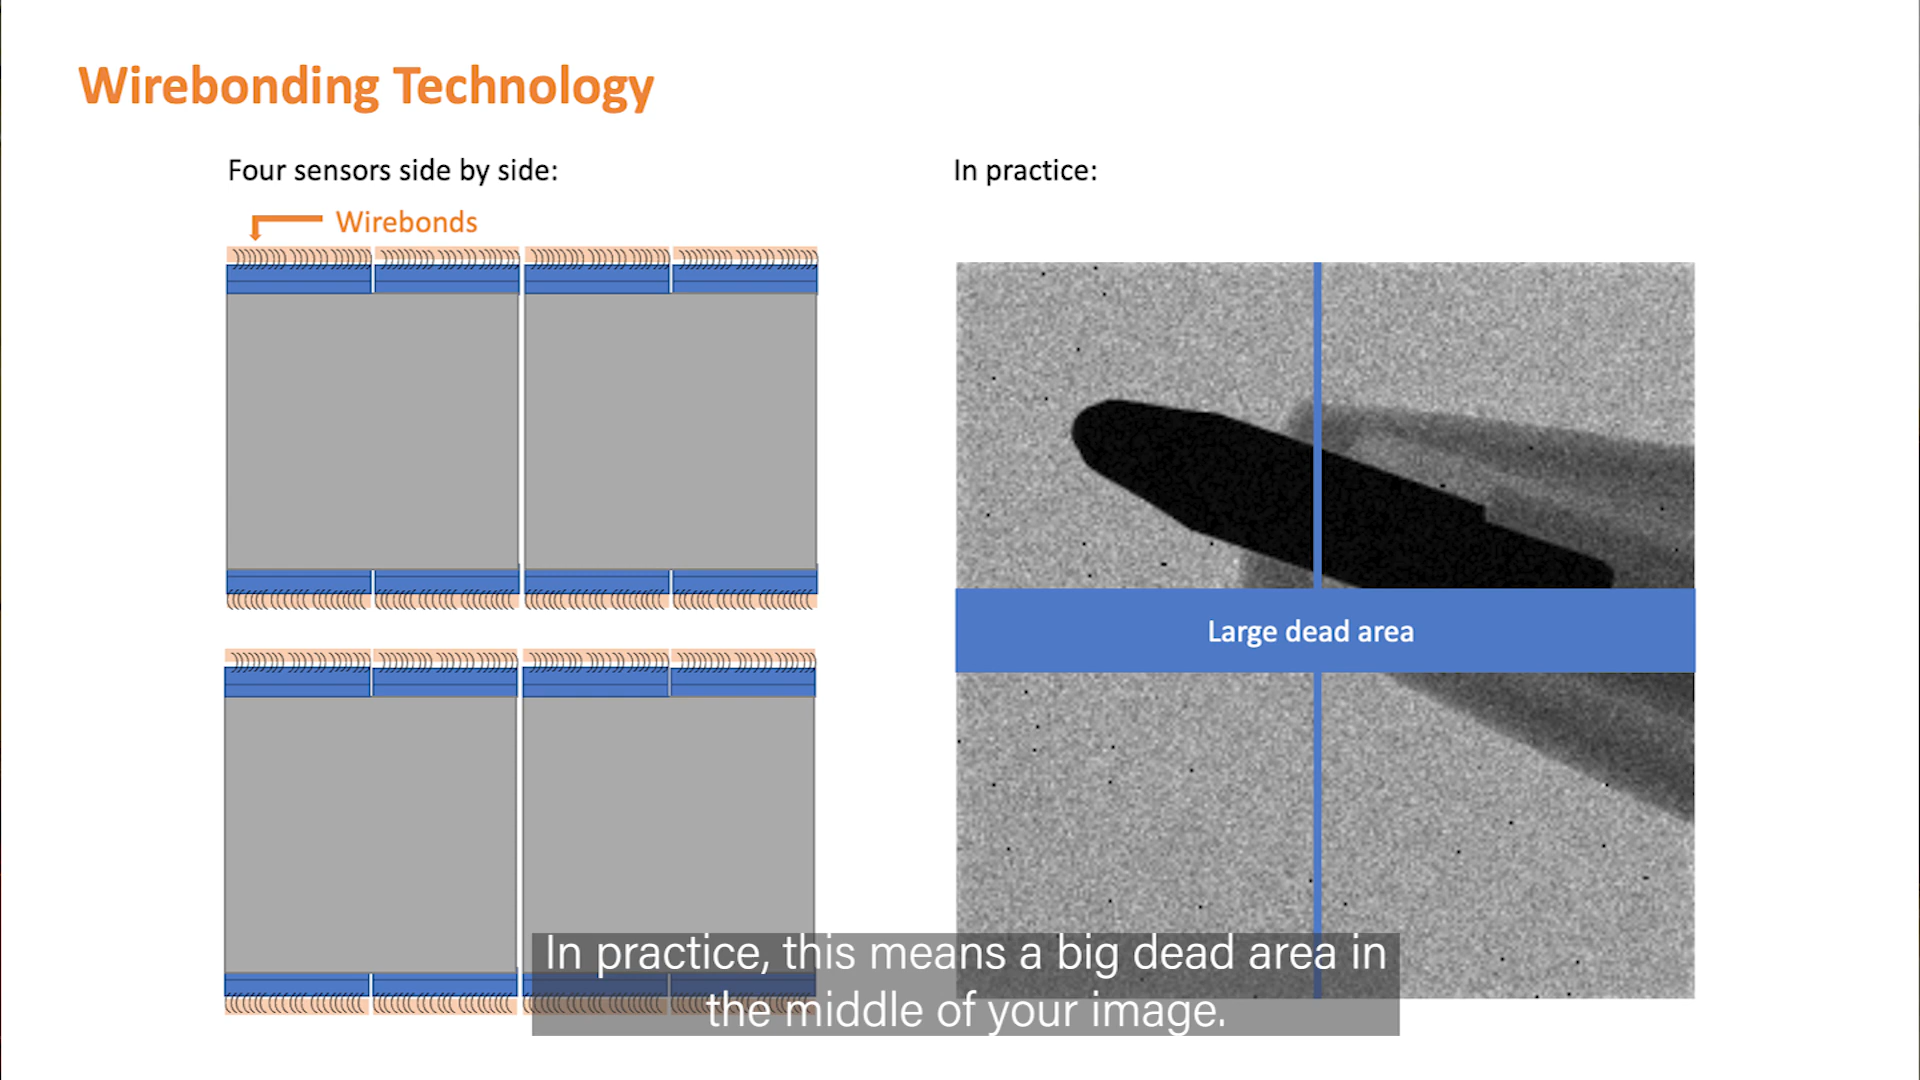 Wirebonding Technology
Four sensors side by side:
In practice:
Wirebonds
Large dead area
In practice, this means a big dead area in
the middle of your image.